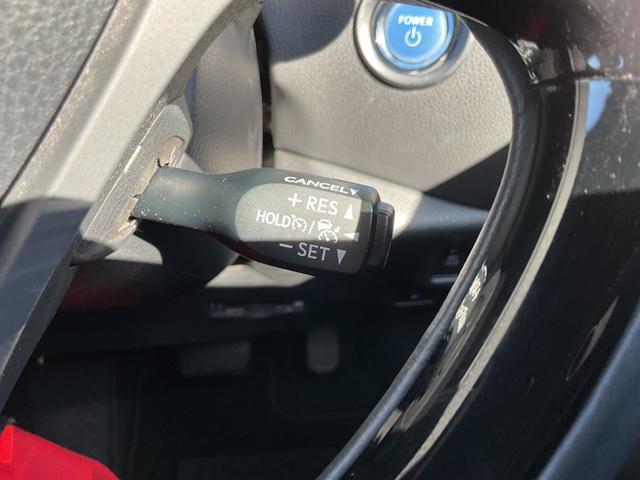 POWER
CANCEL
+ RES
HOLD /
− SET